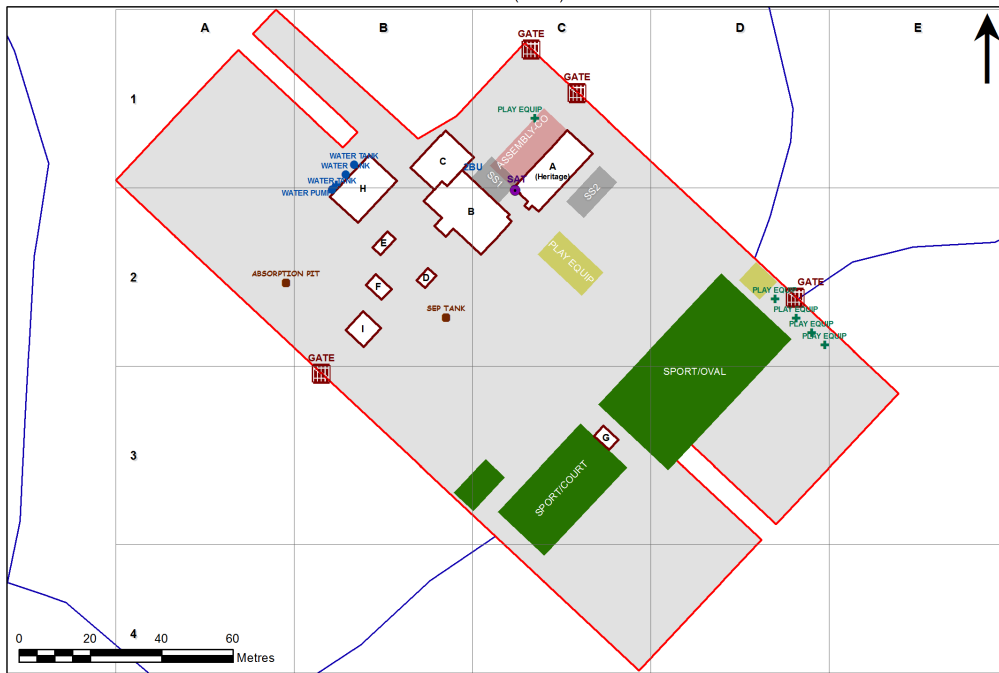 A B C D E
GATE
GATE
1
PLAY EQUIP
ASSEMBLY-CO
WATER TANK
WATER TANK
WATER TANK
WATER PUMP
H
C
SS1
A
(Heritage)
SAT
SS2
B
E
PLAY EQUIP
2
ABSORPTION PIT
F
D
GATE
PLAY EQUIP
PLAY EQUIP
PLAY EQUIP
PLAY EQUIP
SEP TANK
I
GATE
SPORT/OVAL
G
3
SPORT/COURT
4
0 20 40 60
Metres